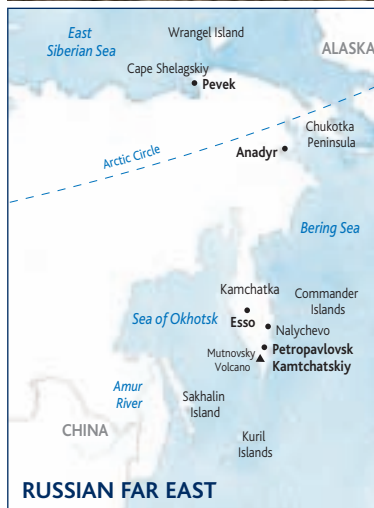 East
Siberian Sea
Wrangel Island
ALASKA
Cape Shelagskiy
Pevek
Chukotka
Peninsula
Arctic Circle
Anadyr
Bering Sea
Kamchatka
Commander
Islands
Sea of Okhotsk
Esso
Nalychevo
Mutnovsky
Volcano
Petropavlovsk
Kamtchatskiy
Amur
River
Sakhalin
Island
CHINA
Kuril
Islands
RUSSIAN FAR EAST